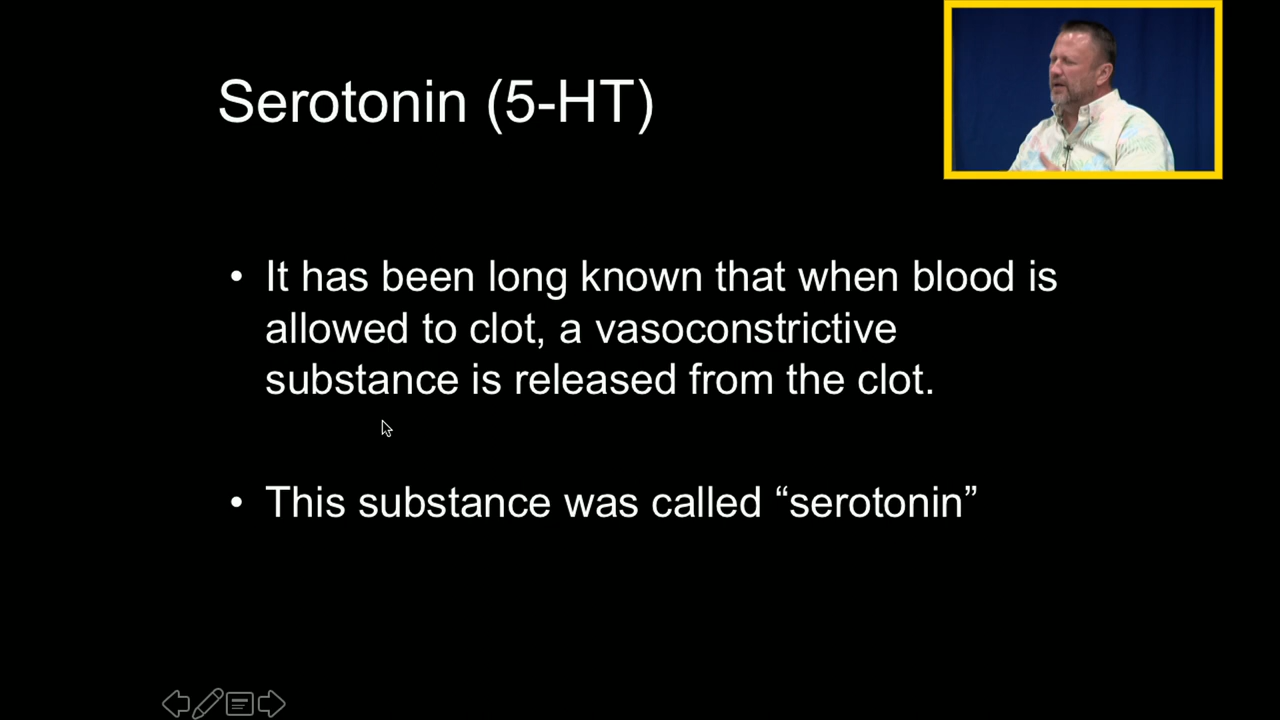 Serotonin (5-HT)
• It has been long known that when blood is
allowed to clot, a vasoconstrictive
substance is released from the clot.
• This substance was called “serotonin”